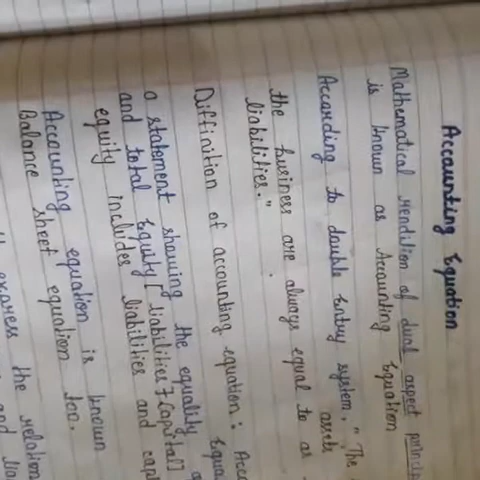 Accounting Equation
Mathematical rendition of dual aspect
is known as Accounting Equation
According to double Entry system. "The
assets
the business are always equal to
liabilities."
Diffinition of accounting equation:
a statement showing the equality
and total Equity [liabilities + Capital]
equity includes liabilities and
Accounting equation is known
Balance sheet equation too.
express the relation
and